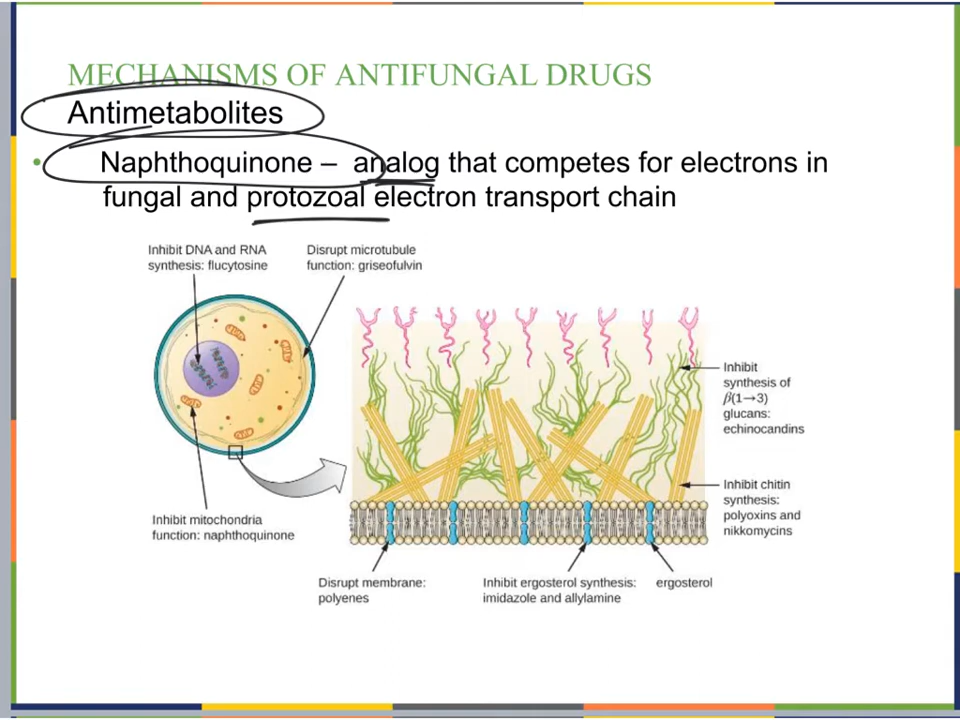 MECHANISMS OF ANTIFUNGAL DRUGS
Antimetabolites
• Naphthoquinone – analog that competes for electrons in
fungal and protozoal electron transport chain
Inhibit DNA and RNA
synthesis: flucytosine
Disrupt microtubule
function: griseofulvin
Inhibit
synthesis of
β(1→3)
glucans:
echinocandins
Inhibit chitin
synthesis:
polyoxins and
nikkomycins
Inhibit mitochondria
function: naphthoquinone
Disrupt membrane:
polyenes
Inhibit ergosterol synthesis:
imidazole and allylamine
ergosterol